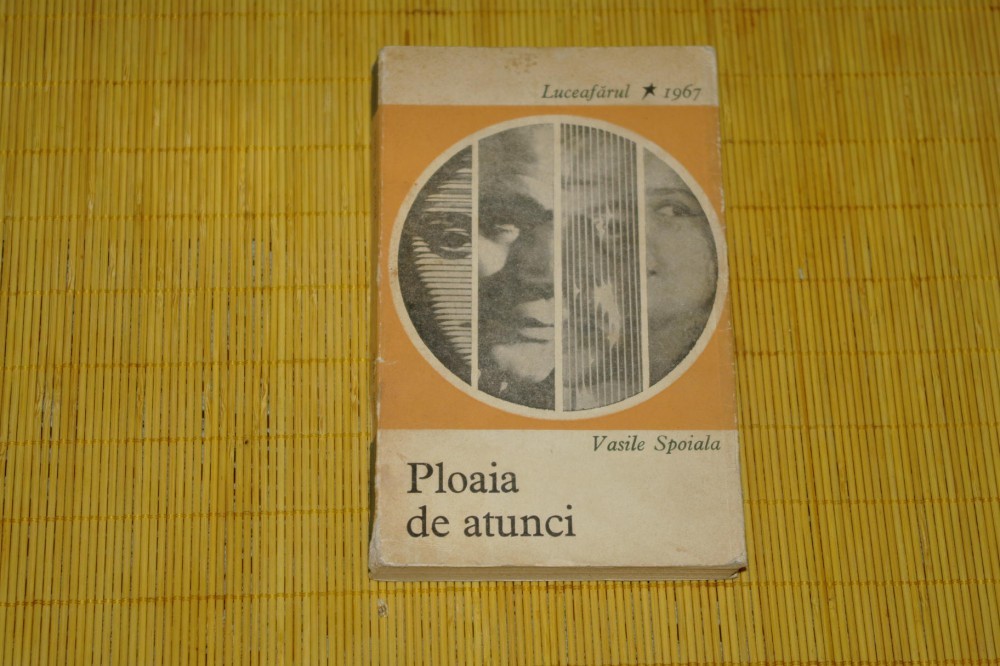 Luceafărul ★ 1967
Vasile Spoiala
Ploaia
de atunci